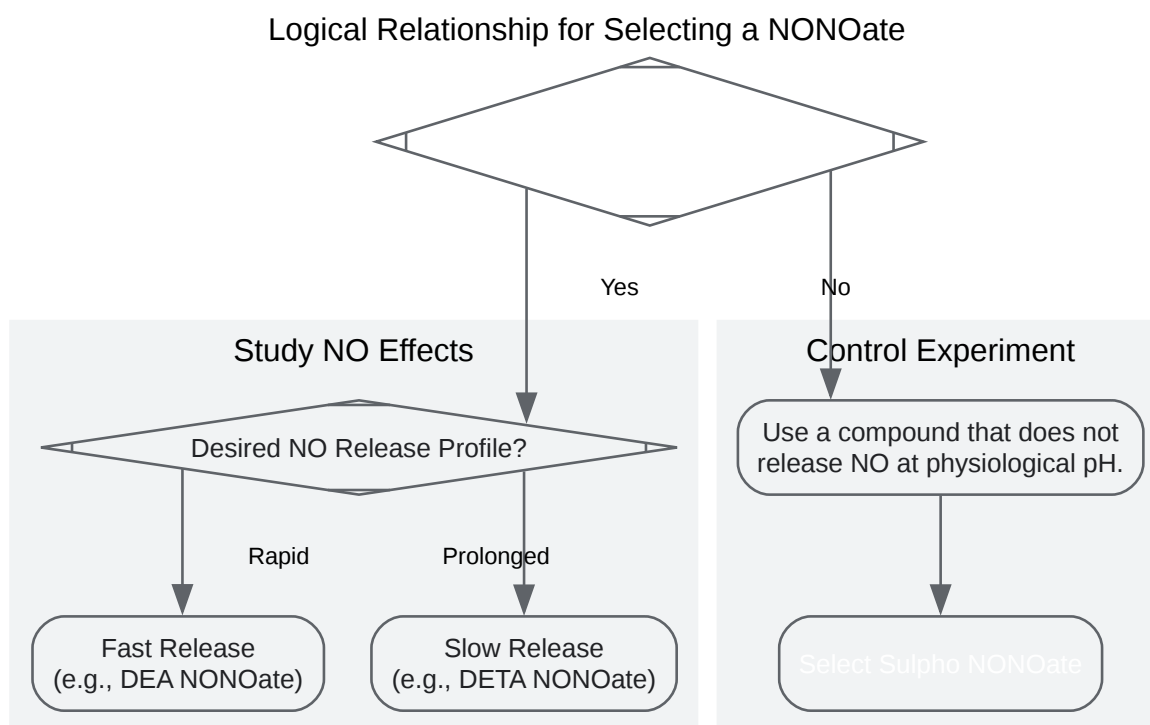 Logical Relationship for Selecting a NONOate
Yes
No
Study NO Effects
Control Experiment
Desired NO Release Profile?
Use a compound that does not
release NO at physiological pH.
Rapid
Prolonged
Fast Release
(e.g., DEA NONOate)
Slow Release
(e.g., DETA NONOate)
Select Sulpho NONOate